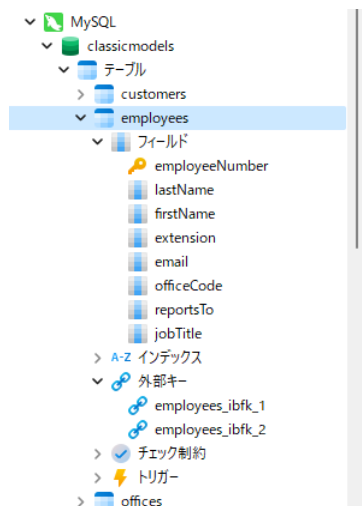 MySQL
classicmodels
テーブル
customers
employees
フィールド
employeeNumber
lastName
firstName
extension
email
officeCode
reportsTo
jobTitle
A-Z インデックス
外部キー
employees_ibfk_1
employees_ibfk_2
チェック制約
トリガー
offices